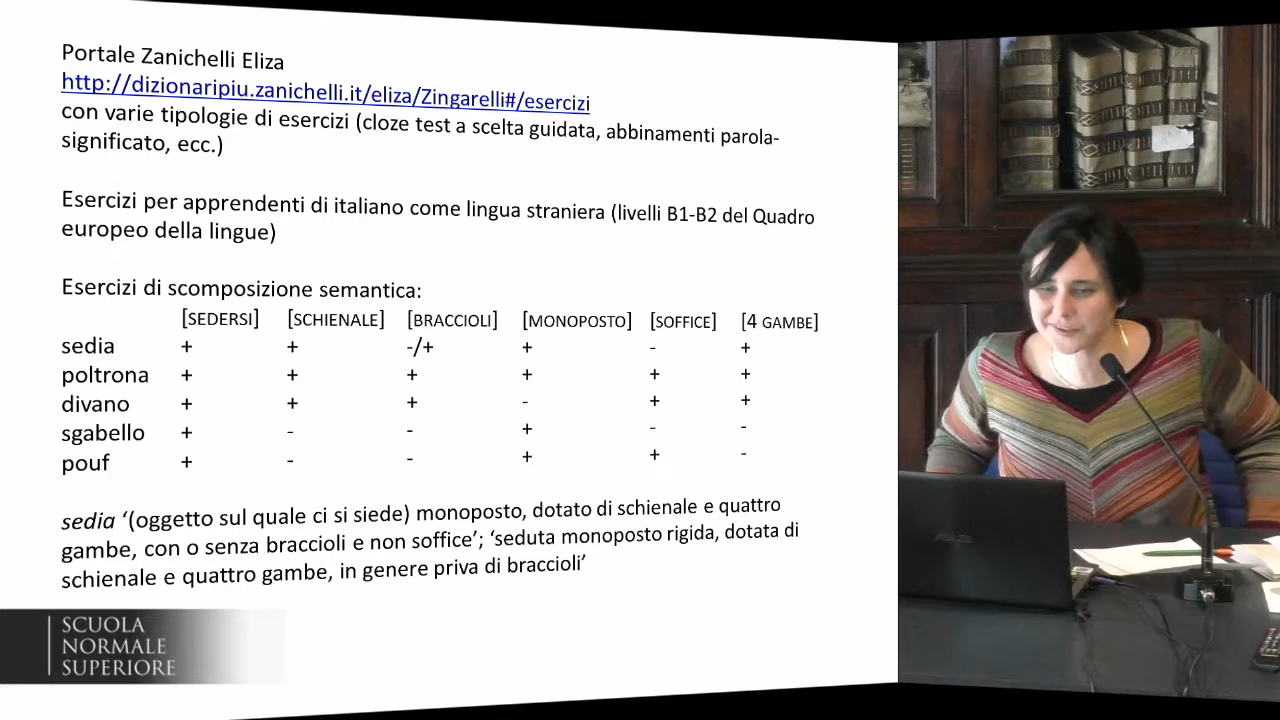 Portale Zanichelli Eliza
http://dizionaripiu.zanichelli.it/eliza/Zingarelli#/esercizi
con varie tipologie di esercizi (cloze test a scelta guidata, abbinamenti parola-
significato, ecc.)
Esercizi per apprendenti di italiano come lingua straniera (livelli B1-B2 del Quadro
europeo della lingue)
Esercizi di scomposizione semantica:
[SEDERSI] [SCHIENALE] [BRACCIOLI] [MONOPOSTO] [SOFFICE] [4 GAMBE]
sedia + + -/+ + - +
poltrona + + + + + +
divano + + + - + +
sgabello + - - + - -
pouf + - - + + -
sedia ‘(oggetto sul quale ci si siede) monoposto, dotato di schienale e quattro
gambe, con o senza braccioli e non soffice’; ‘seduta monoposto rigida, dotata di
schienale e quattro gambe, in genere priva di braccioli’
SCUOLA
NORMALE
SUPERIORE